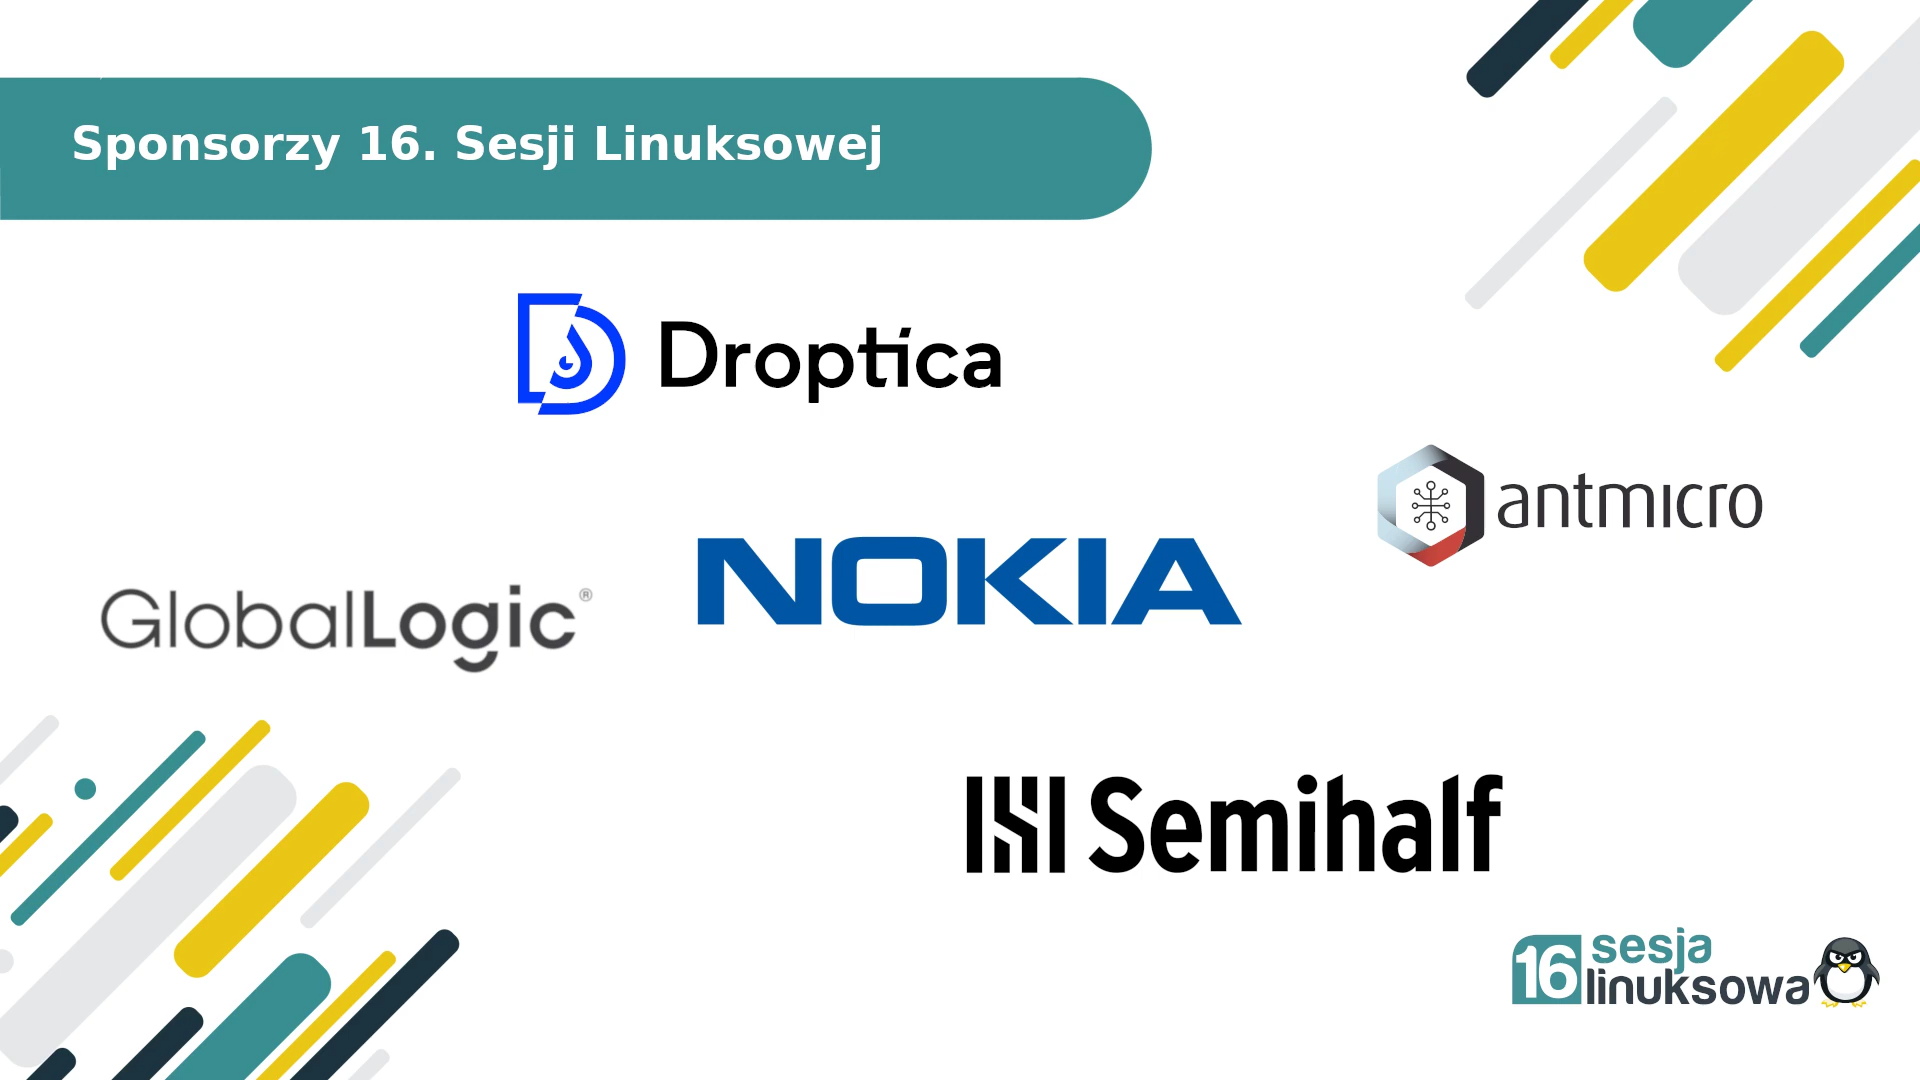 Sponsorzy 16. Sesji Linuksowej
Droptica
antmicro
NOKIA
GlobalLogic®
Semihalf
16 sesja
linuksowa